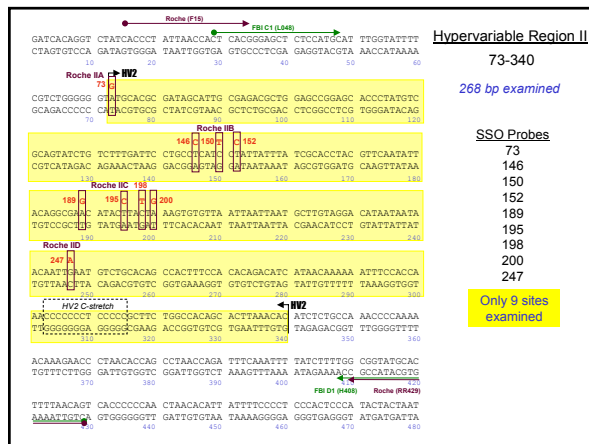 Roche (F15)
FBI C1 (L048)
GATCACAGGT CTATCACCCT ATTAACCACT CACGGGAGCT CTCCATGCAT TTGGTATTTT
CTAGTGTCCA GATAGTGGGA TAATTGGTGA GTGCCCTCGA GAGGTACGTA AACCATAAAA
10 20 30 40 50 60
Roche IIA HV2
73 G
CGTCTGGGGG GTATGCACGC GATAGCATTG CGAGACGCTG GAGCCGGAGC ACCCTATGTC
GCAGACCCCC CATACGTGCG CTATCGTAAC GCTCTGCGAC CTCGGCCTCG TGGGATACAG
70 80 90 100 110 120
Roche IIB
146 C 150 T C 152
GCAGTATCTG TCTTTGATTC CTGCCTCATC CTATTATTTA TCGCACCTAC GTTCAATATT
CGTCATAGAC AGAAACTAAG GACGGAGTAG GATAATAAAT AGCGTGGATG CAAGTTATAA
130 140 150 160 170 180
Roche IIC 198
189 G 195 C T G 200
ACAGGCGAAC ATACTTACTA AAGTGTGTTA ATTAATTAAT GCTTGTAGGA CATAATAATA
TGTCCGCTTG TATGAATGAT TTCACACAAT TAATTAATTA CGAACATCCT GTATTATTAT
190 200 210 220 230 240
Roche IID
247 A
ACAATTGAAT GTCTGCACAG CCACTTTCCA CACAGACATC ATAACAAAAA ATTTCCACCA
TGTTAACTTA CAGACGTGTC GGTGAAAGGT GTGTCTGTAG TATTGTTTTT TAAAGGTGGT
250 260 270 280 290 300
HV2 C-stretch HV2
AACCCCCCCT CCCCCGCTTC TGGCCACAGC ACTTAAACAC ATCTCTGCCA AACCCCAAAA
TTGGGGGGGA GGGGGCGAAG ACCGGTGTCG TGAATTTGTG TAGAGACGGT TTGGGGTTTT
310 320 330 340 350 360
ACAAAGAACC CTAACACCAG CCTAACCAGA TTTCAAATTT TATCTTTTGG CGGTATGCAC
TGTTTCTTGG GATTGTGGTC GGATTGGTCT AAAGTTTAAA ATAGAAAACC GCCATACGTG
370 380 390 400 410 420
FBI D1 (H408) Roche (RR429)
TTTTAACAGT CACCCCCCAA CTAACACATT ATTTTCCCCT CCCACTCCCA TACTACTAAT
AAAATTGTCA GTGGGGGGTT GATTGTGTAA TAAAAGGGGA GGGTGAGGGT ATGATGATTA
430 440 450 460 470 480
Hypervariable Region II
73-340
268 bp examined
SSO Probes
73
146
150
152
189
195
198
200
247
Only 9 sites
examined